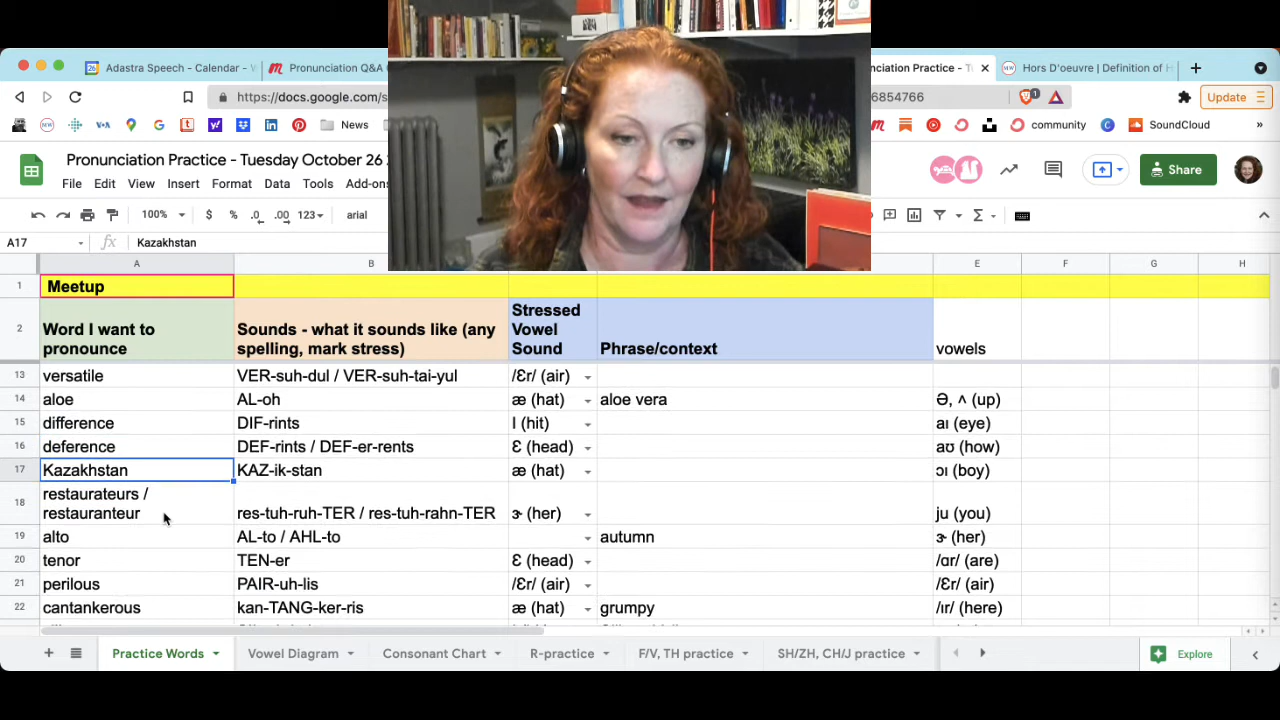 Adastra Speech - Calendar - W
Pronunciation Q&A (
nciation Practice - Tu
Hors D'oeuvre | Definition of H
https://docs.google.com/s
6854766
Update
News
community
SoundCloud
Pronunciation Practice - Tuesday October 26 2
Share
File Edit View Insert Format Data Tools Add-ons
100% $ % .0 .00 123 arial
A17 fx Kazakhstan
A B E F G H
1 Meetup
2 Word I want to pronounce Sounds - what it sounds like (any spelling, mark stress) Stressed Vowel Sound Phrase/context vowels
13 versatile VER-suh-dul / VER-suh-tai-yul /Ɛr/ (air)
14 aloe AL-oh æ (hat) aloe vera Ə, ʌ (up)
15 difference DIF-rints I (hit) aɪ (eye)
16 deference DEF-rints / DEF-er-rents Ɛ (head) aʊ (how)
17 Kazakhstan KAZ-ik-stan æ (hat) ɔɪ (boy)
18 restaurateurs / restauranteur res-tuh-ruh-TER / res-tuh-rahn-TER ɝ (her) ju (you)
19 alto AL-to / AHL-to autumn ɝ (her)
20 tenor TEN-er Ɛ (head) /ɑr/ (are)
21 perilous PAIR-uh-lis /Ɛr/ (air) /Ɛr/ (air)
22 cantankerous kan-TANG-ker-ris æ (hat) grumpy /ɪr/ (here)
Practice Words Vowel Diagram Consonant Chart R-practice F/V, TH practice SH/ZH, CH/J practice Explore